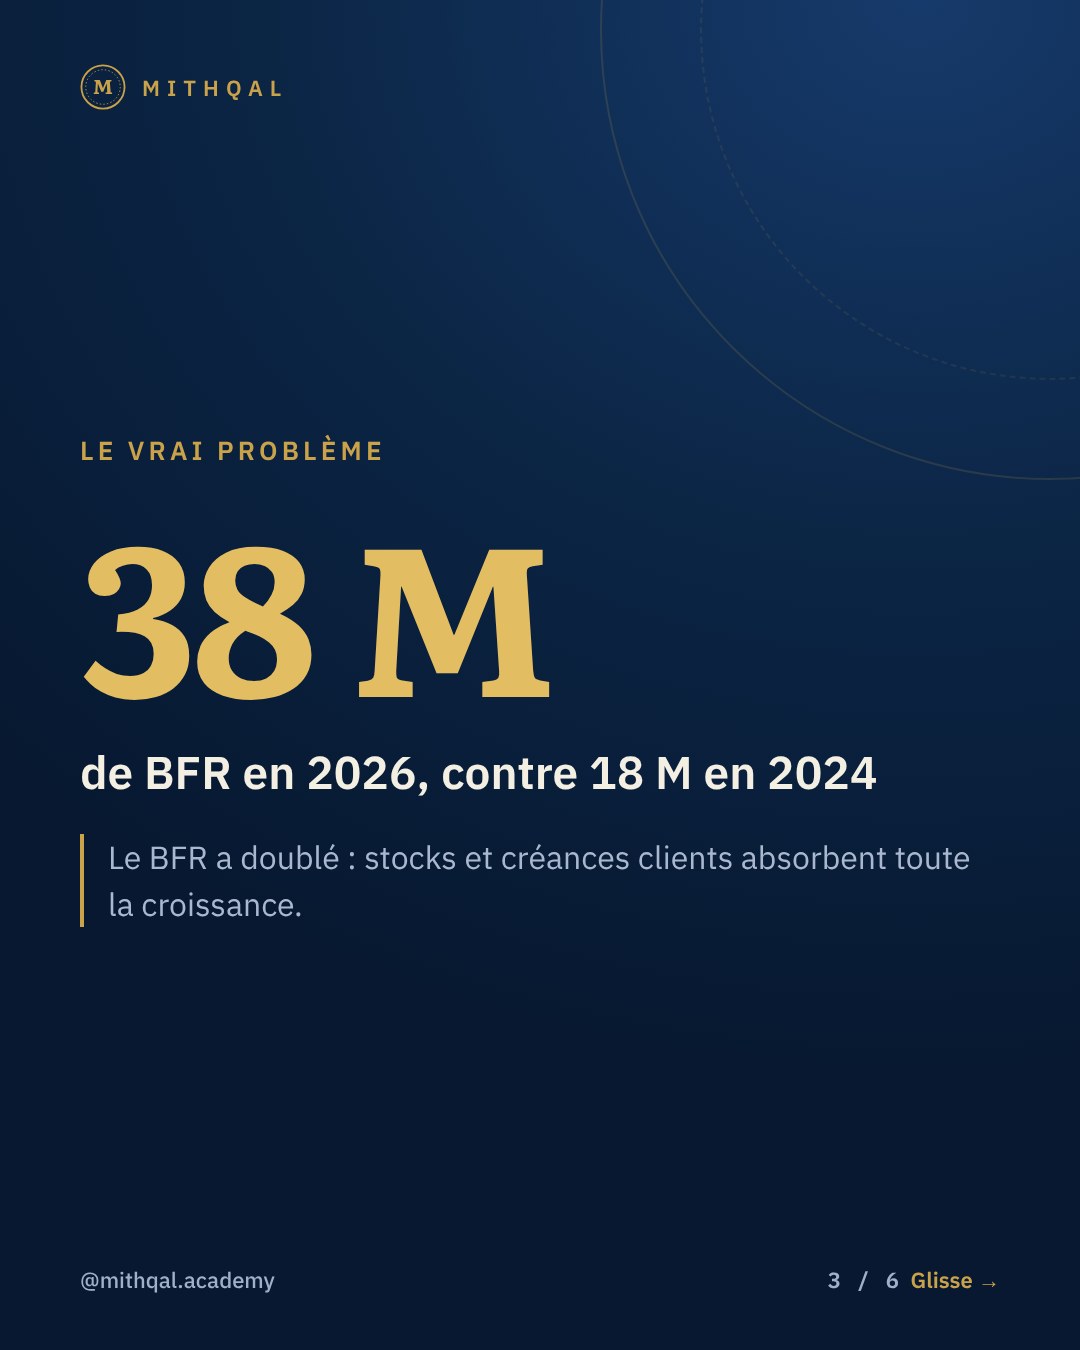 M MITHQAL
LE VRAI PROBLÈME
38 M
de BFR en 2026, contre 18 M en 2024
Le BFR a doublé : stocks et créances clients absorbent toute
la croissance.
@mithqal.academy
3 / 6 Glisse →